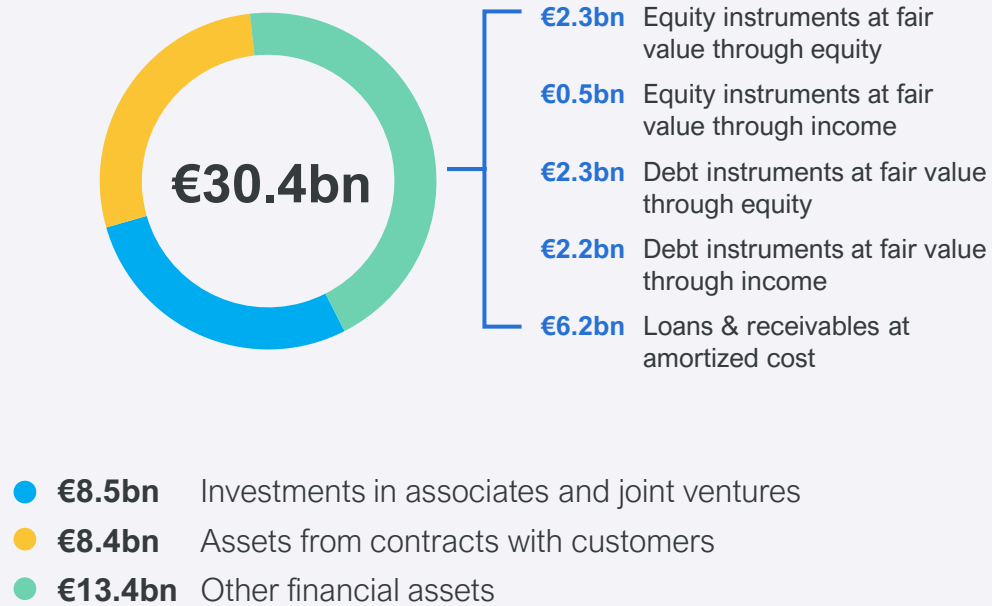 €30.4bn
€2.3bn Equity instruments at fair
value through equity
€0.5bn Equity instruments at fair
value through income
€2.3bn Debt instruments at fair value
through equity
€2.2bn Debt instruments at fair value
through income
€6.2bn Loans & receivables at
amortized cost
€8.5bn Investments in associates and joint ventures
€8.4bn Assets from contracts with customers
€13.4bn Other financial assets